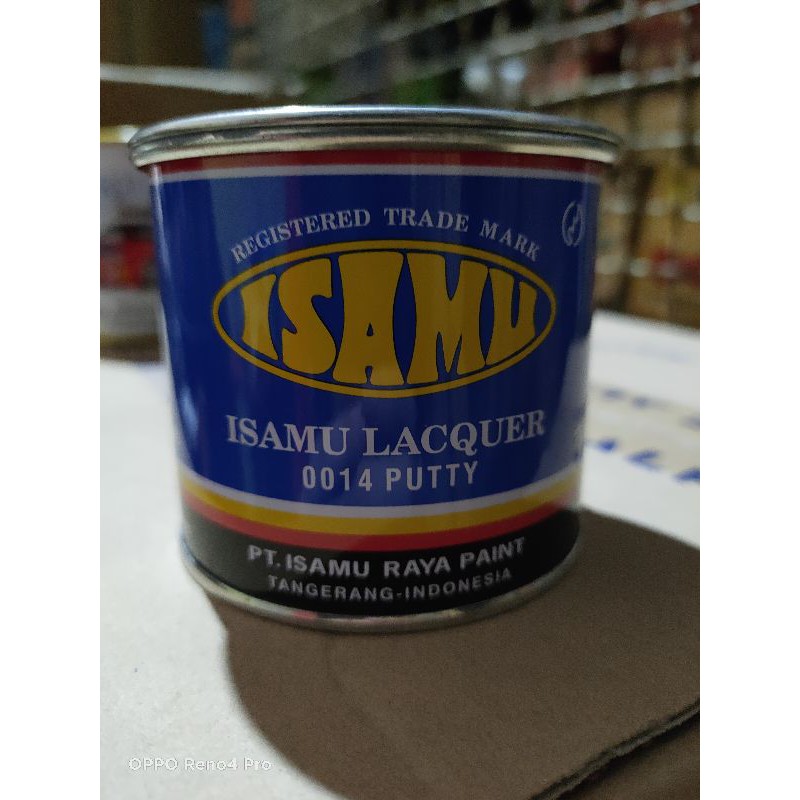 REGISTERED TRADE MARK
ISAMU
ISAMU LACQUER
0014 PUTTY
PT. ISAMU RAYA PAINT
TANGERANG-INDONESIA
OPPO Reno4 Pro